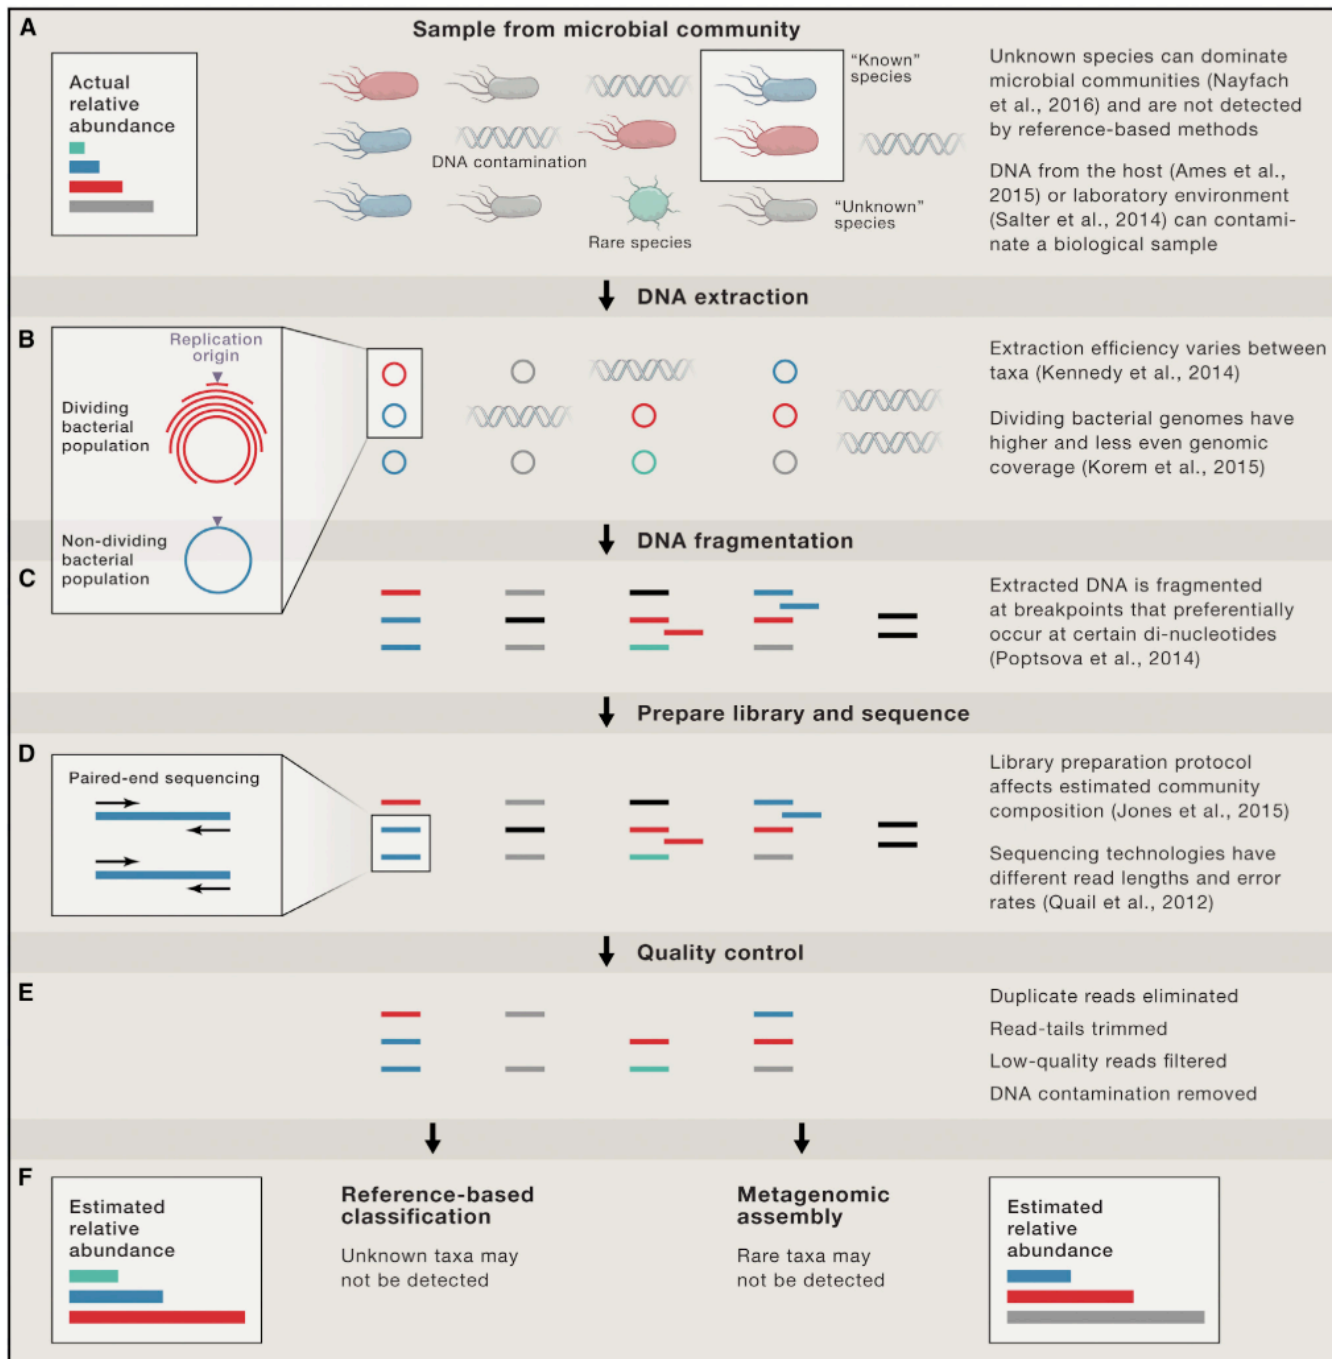 A
Sample from microbial community
Actual
relative
abundance
"Known"
species
DNA contamination
Rare species
"Unknown"
species
Unknown species can dominate
microbial communities (Nayfach
et al., 2016) and are not detected
by reference-based methods
DNA from the host (Ames et al.,
2015) or laboratory environment
(Salter et al., 2014) can contami-
nate a biological sample
DNA extraction
B
Replication
origin
Dividing
bacterial
population
Non-dividing
bacterial
population
Extraction efficiency varies between
taxa (Kennedy et al., 2014)
Dividing bacterial genomes have
higher and less even genomic
coverage (Korem et al., 2015)
DNA fragmentation
C
Extracted DNA is fragmented
at breakpoints that preferentially
occur at certain di-nucleotides
(Poptsova et al., 2014)
Prepare library and sequence
D
Paired-end sequencing
Library preparation protocol
affects estimated community
composition (Jones et al., 2015)
Sequencing technologies have
different read lengths and error
rates (Quail et al., 2012)
Quality control
E
Duplicate reads eliminated
Read-tails trimmed
Low-quality reads filtered
DNA contamination removed
F
Estimated
relative
abundance
Reference-based
classification
Unknown taxa may
not be detected
Metagenomic
assembly
Rare taxa may
not be detected
Estimated
relative
abundance